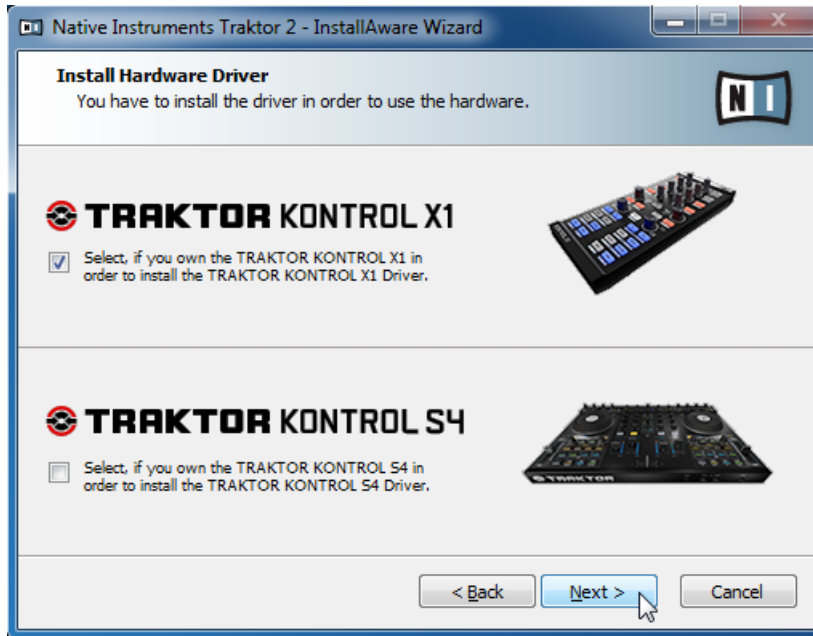 Native Instruments Traktor 2 - InstallAware Wizard
Install Hardware Driver
You have to install the driver in order to use the hardware.
N I
TRAKTOR KONTROL X1
Select, if you own the TRAKTOR KONTROL X1 in
order to install the TRAKTOR KONTROL X1 Driver.
TRAKTOR KONTROL S4
Select, if you own the TRAKTOR KONTROL S4 in
order to install the TRAKTOR KONTROL S4 Driver.
TRAKTOR
< Back Next > Cancel